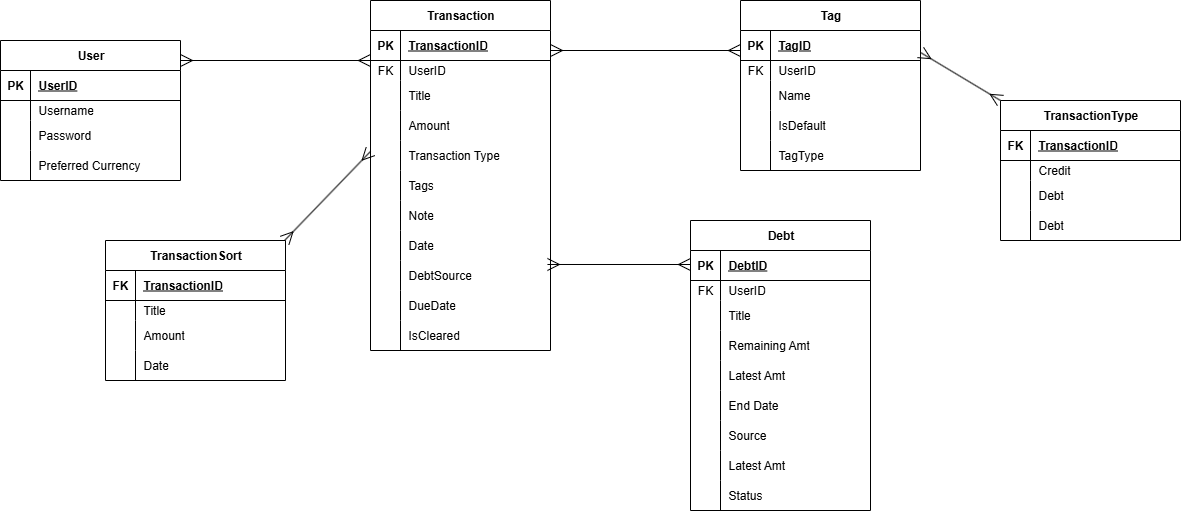 User
PK UserID
Username
Password
Preferred Currency
Transaction
PK TransactionID
FK UserID
Title
Amount
Transaction Type
Tags
Note
Date
DebtSource
DueDate
IsCleared
Tag
PK TagID
FK UserID
Name
IsDefault
TagType
TransactionType
FK TransactionID
Credit
Debt
Debt
TransactionSort
FK TransactionID
Title
Amount
Date
Debt
PK DebtID
FK UserID
Title
Remaining Amt
Latest Amt
End Date
Source
Latest Amt
Status